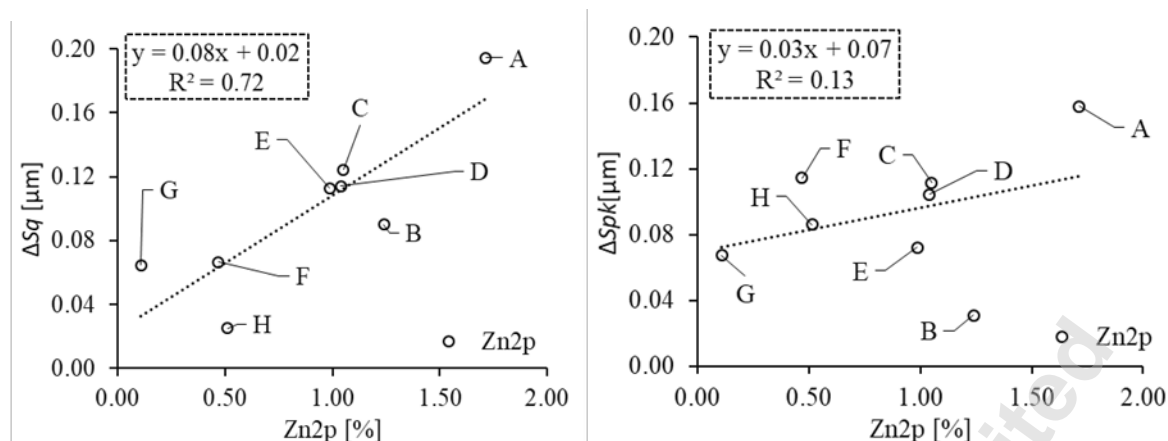 y = 0.08x + 0.02
R² = 0.72
ΔSq [µm]
0.20
0.16
0.12
0.08
0.04
0.00
A
C
E
D
G
B
F
H
Zn2p
0.00 0.50 1.00 1.50 2.00
Zn2p [%]
y = 0.03x + 0.07
R² = 0.13
ΔSpk[µm]
0.20
0.16
0.12
0.08
0.04
0.00
A
F
C
D
H
E
G
B
Zn2p
0.00 0.50 1.00 1.50 2.00
Zn2p [%]
ited